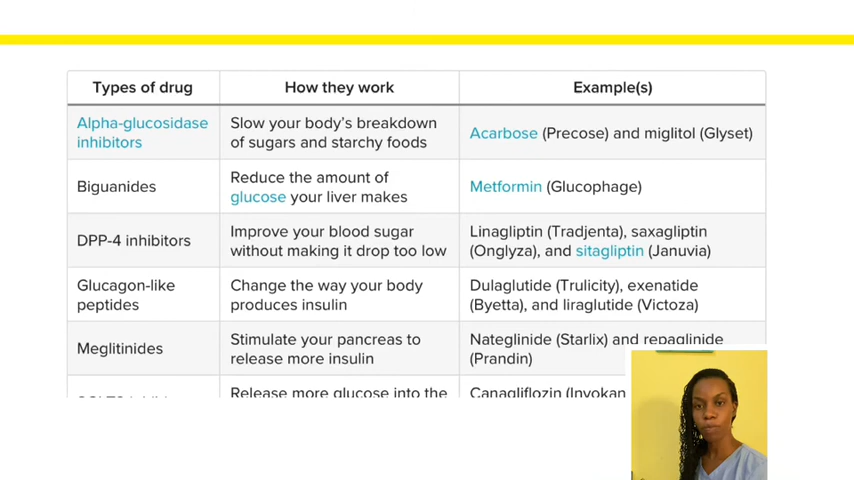 Types of drug
How they work
Example(s)
Alpha-glucosidase
inhibitors
Slow your body's breakdown
of sugars and starchy foods
Acarbose (Precose) and miglitol (Glyset)
Biguanides
Reduce the amount of
glucose your liver makes
Metformin (Glucophage)
DPP-4 inhibitors
Improve your blood sugar
without making it drop too low
Linagliptin (Tradjenta), saxagliptin
(Onglyza), and sitagliptin (Januvia)
Glucagon-like
peptides
Change the way your body
produces insulin
Dulaglutide (Trulicity), exenatide
(Byetta), and liraglutide (Victoza)
Meglitinides
Stimulate your pancreas to
release more insulin
Nateglinide (Starlix) and repaglinide
(Prandin)
Release more glucose into the
Canagliflozin (Invokan